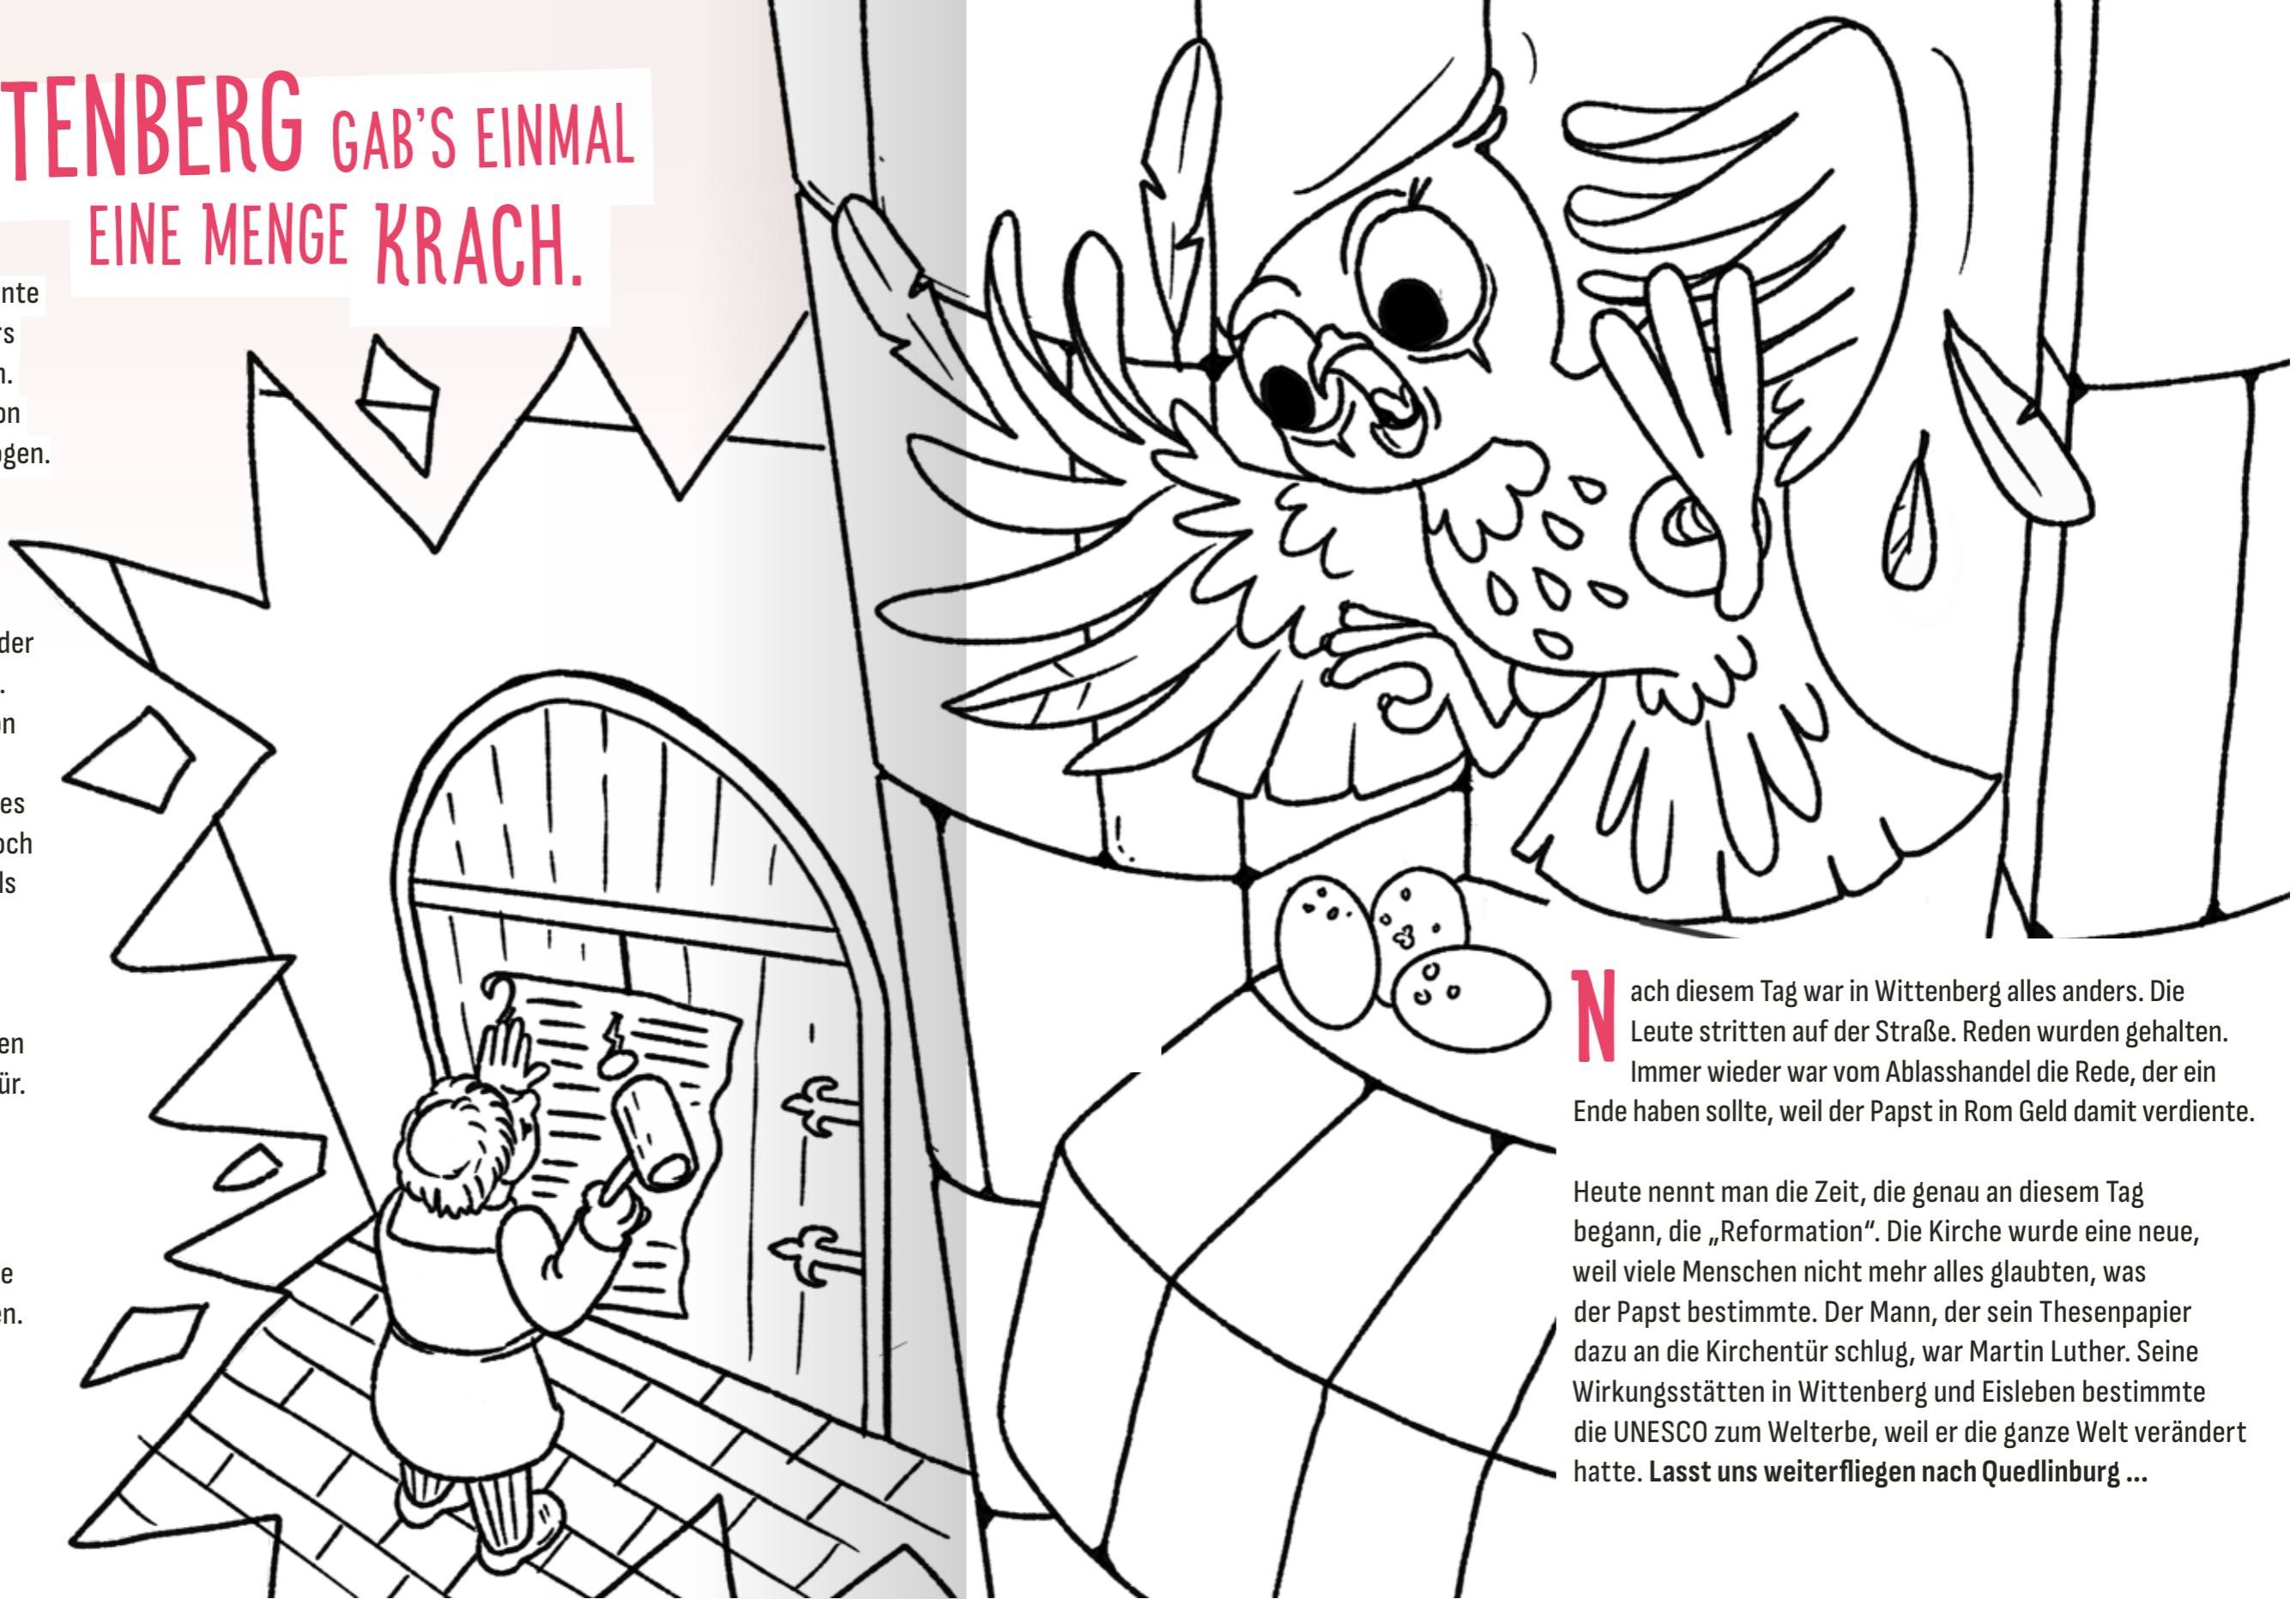 TENBERG GAB'S EINMAL
EINE MENGE KRACH.
nte
on
ogen.
der
on
es
och
ls
en
ür.
e
en.
Nach diesem Tag war in Wittenberg alles anders. Die
Leute stritten auf der Straße. Reden wurden gehalten.
Immer wieder war vom Ablasshandel die Rede, der ein
Ende haben sollte, weil der Papst in Rom Geld damit verdiente.
Heute nennt man die Zeit, die genau an diesem Tag
begann, die „Reformation“. Die Kirche wurde eine neue,
weil viele Menschen nicht mehr alles glaubten, was
der Papst bestimmte. Der Mann, der sein Thesenpapier
dazu an die Kirchentür schlug, war Martin Luther. Seine
Wirkungsstätten in Wittenberg und Eisleben bestimmte
die UNESCO zum Welterbe, weil er die ganze Welt verändert
hatte. Lasst uns weiterfliegen nach Quedlinburg ...